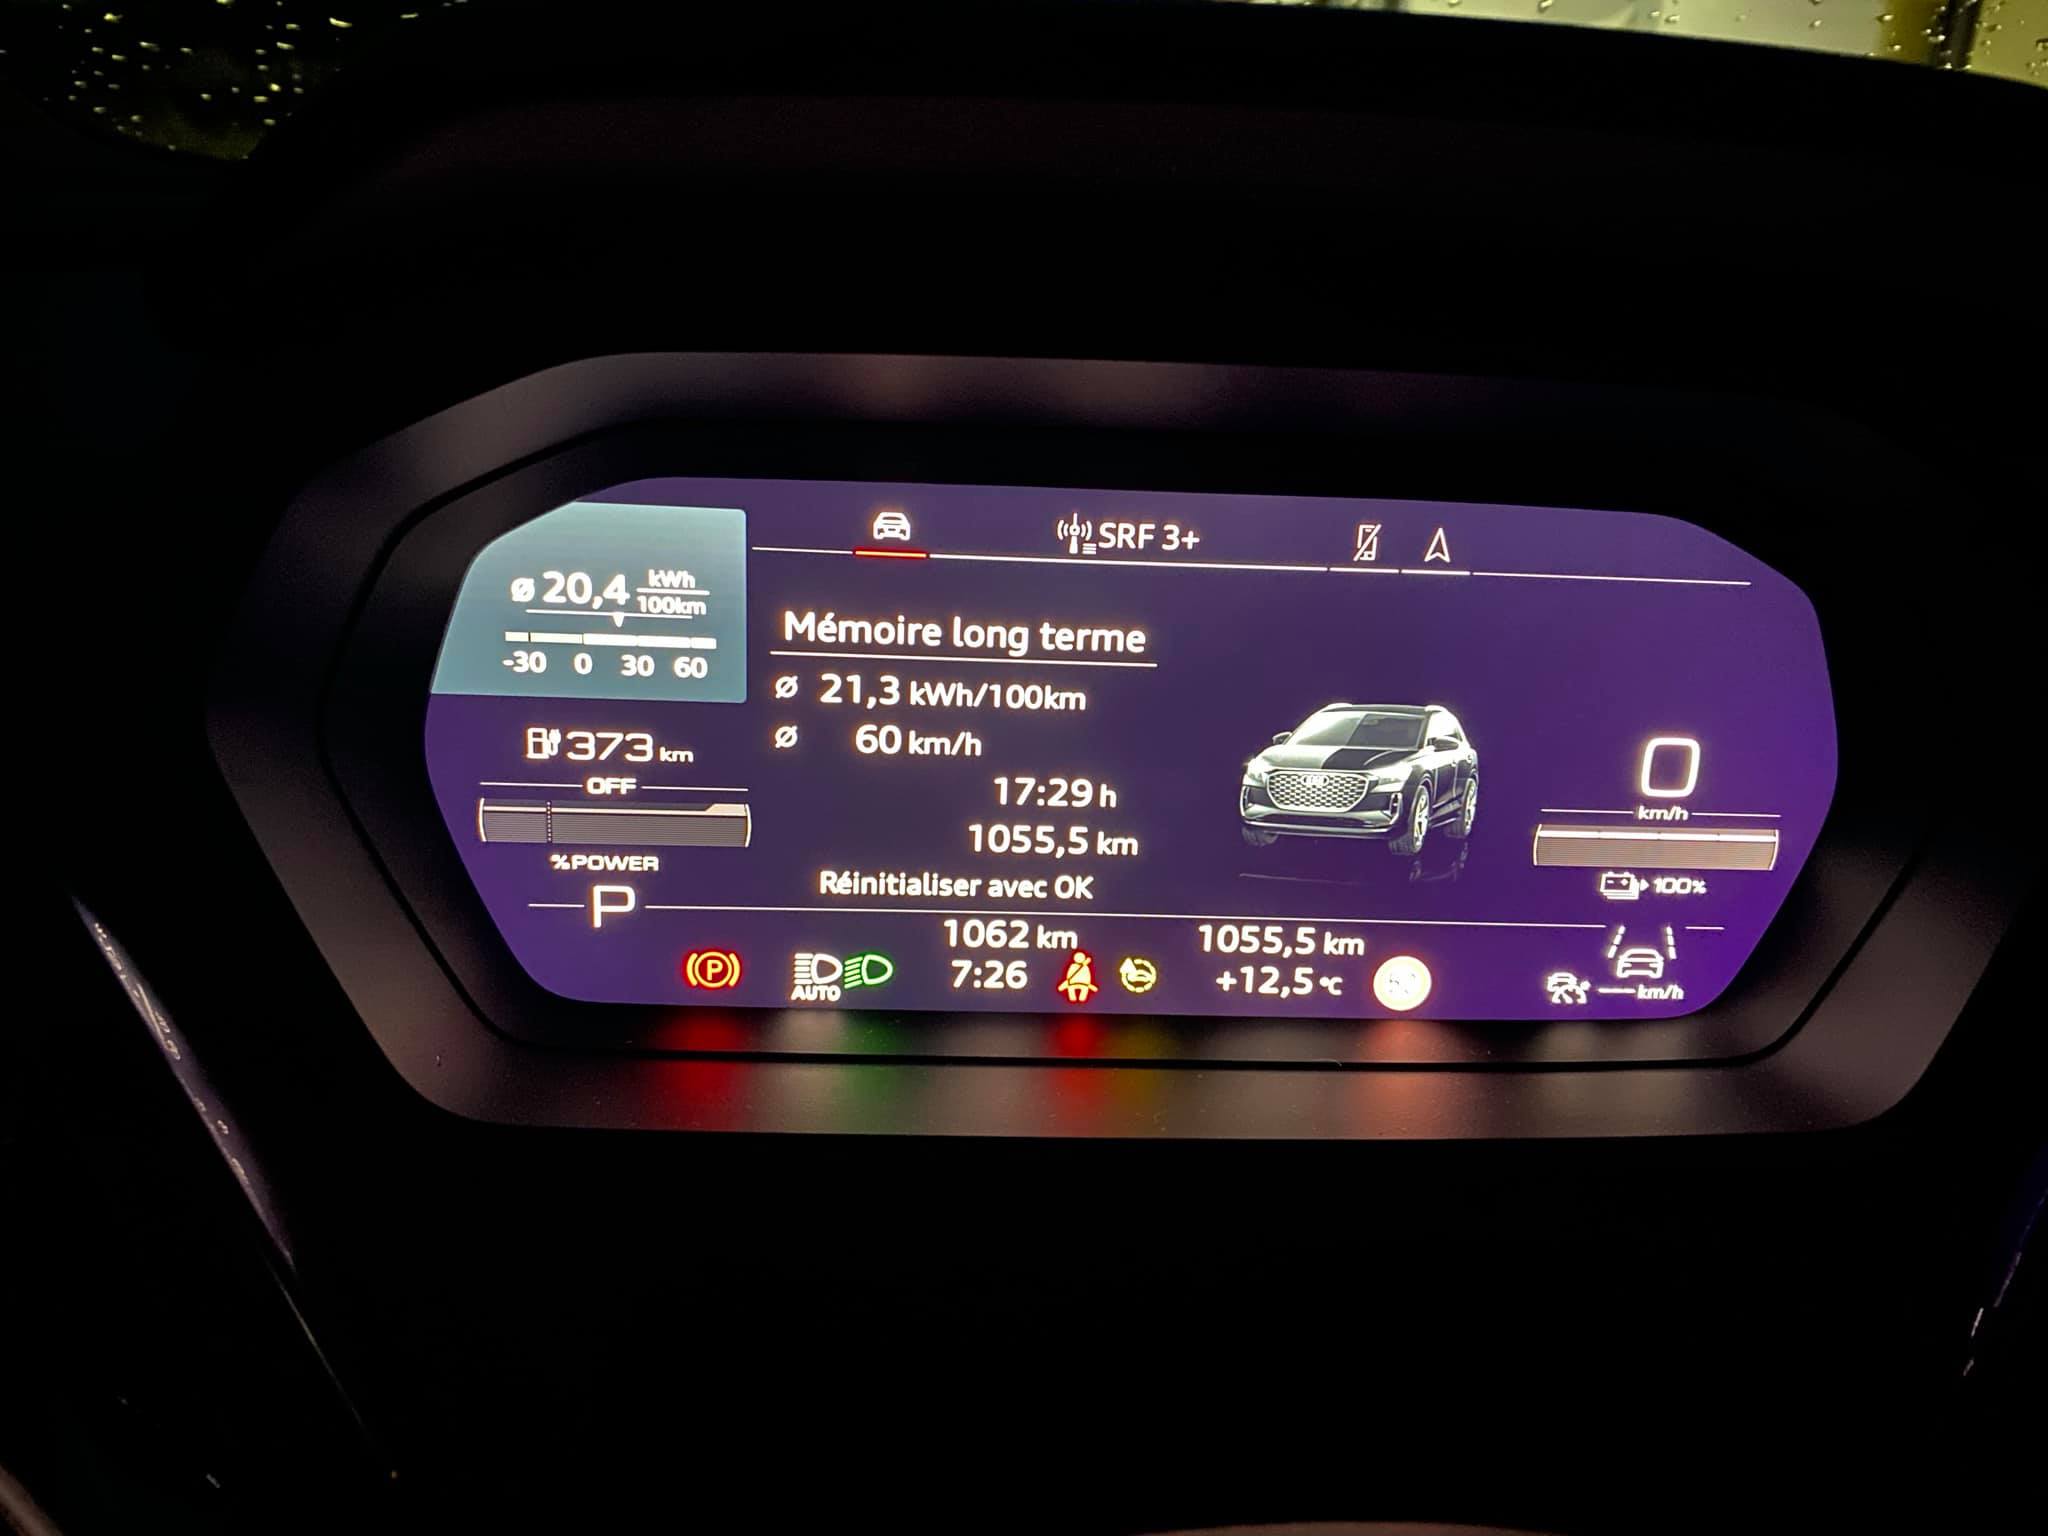 SRF 3+
ø 20,4 kWh/100km
-30 0 30 60
Mémoire long terme
ø 21,3 kWh/100km
ø 60 km/h
17:29 h
1055,5 km
Réinitialiser avec OK
373 km
OFF
%POWER
P
0
km/h
100%
1062 km
1055,5 km
P
AUTO
7:26
+12,5 °C
km/h